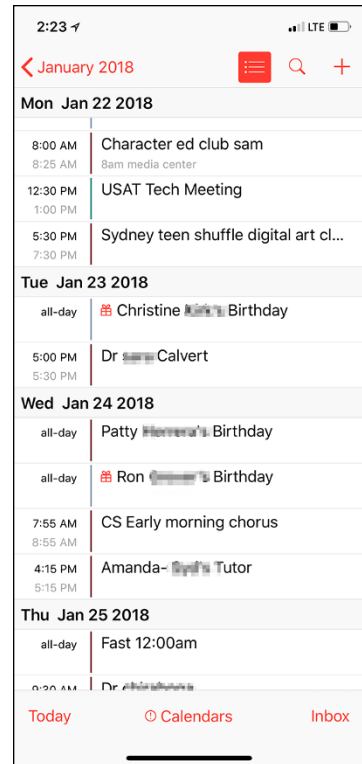 2:23
LTE
January 2018
Mon Jan 22 2018
8:00 AM Character ed club sam
8:25 AM 8am media center
12:30 PM USAT Tech Meeting
1:00 PM
5:30 PM Sydney teen shuffle digital art cl...
7:30 PM
Tue Jan 23 2018
all-day Christine Birthday
5:00 PM Dr Calvert
5:30 PM
Wed Jan 24 2018
all-day Patty Birthday
all-day Ron Birthday
7:55 AM CS Early morning chorus
8:55 AM
4:15 PM Amanda- Tutor
5:15 PM
Thu Jan 25 2018
all-day Fast 12:00am
9:30 AM Dr
Today Calendars Inbox